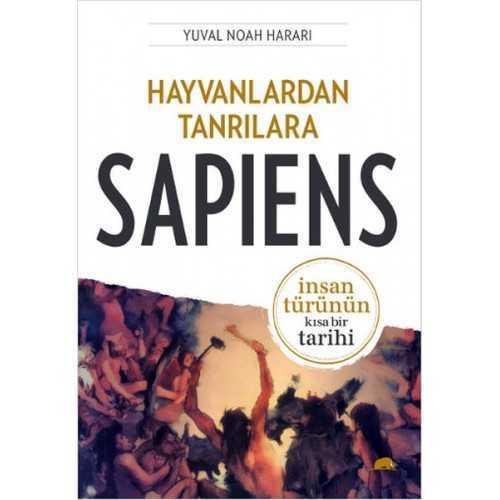 YUVAL NOAH HARARI
HAYVANLARDAN
TANRILARA
SAPIENS
insan
türünün
kısa bir
tarihi